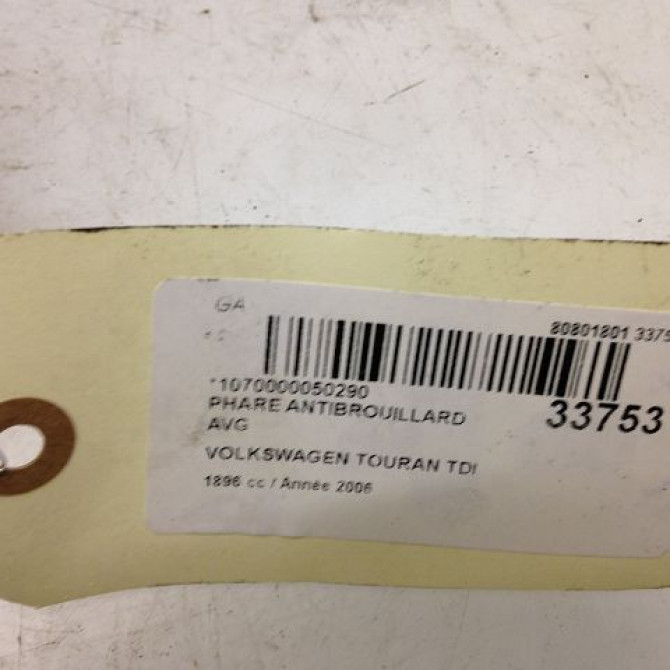 GA
80801801 3375
*1070000050290
PHARE ANTIBROUILLARD
33753
AVG
VOLKSWAGEN TOURAN TDI
1896 cc / Année 2006